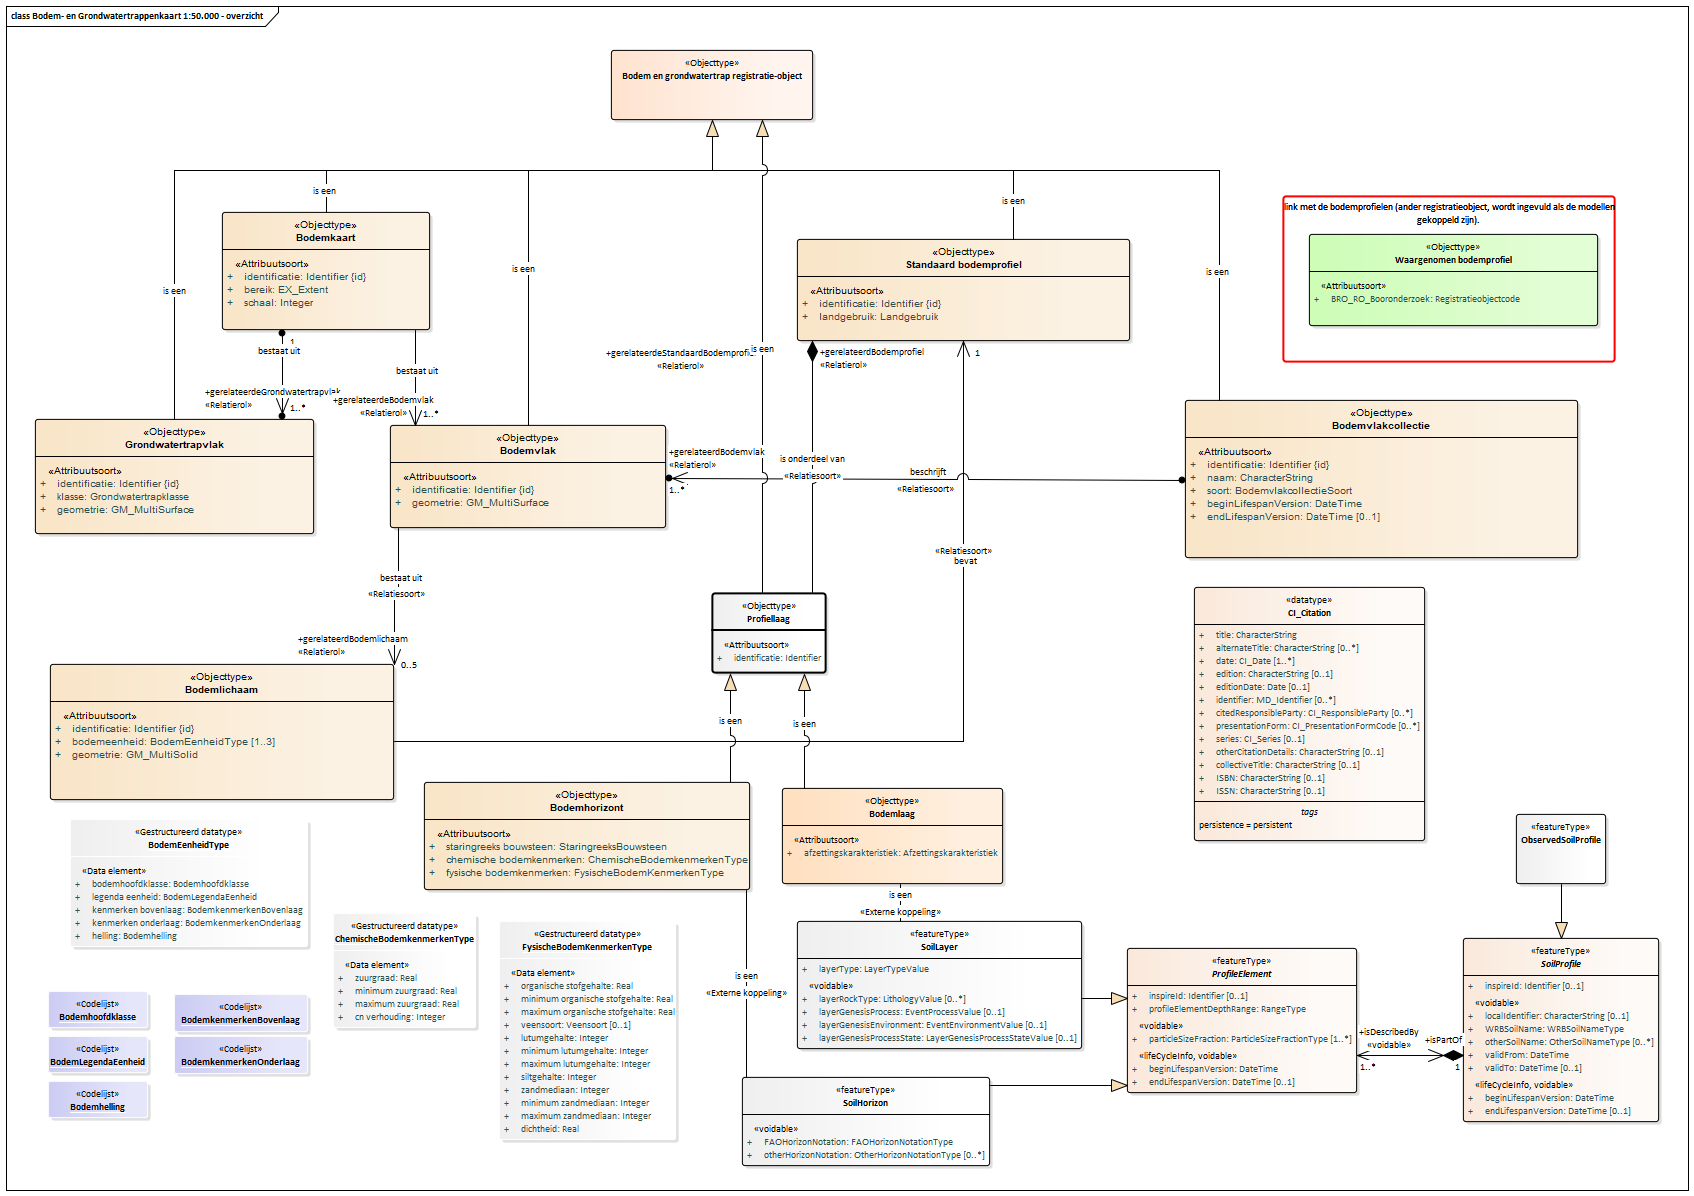 class Bodem- en Grondwatertrappenkaart 1:50.000 - overzicht
«Objecttype»
Bodem en grondwatertrap registratie-object
is een
is een
is een
is een
is een
is een
«Objecttype»
Bodemkaart
«Attribuutsoort»
+ identificatie: Identifier {id}
+ bereik: EX_Extent
+ schaal: Integer
«Objecttype»
Standaard bodemprofiel
«Attribuutsoort»
+ identificatie: Identifier {id}
+ landgebruik: Landgebruik
link met de bodemprofielen (ander registratieobject, wordt ingevuld als de modellen
gekoppeld zijn).
«Objecttype»
Waargenomen bodemprofiel
«Attribuutsoort»
+ BRO_RO_Booronderzoek: Registratieobjectcode
1
bestaat uit
+gerelateerdeGrondwatertrapvlak
«Relatierol»
1..*
bestaat uit
+gerelateerdeBodemvlak
«Relatierol»
1..*
+gerelateerdeStandaardBodemprofi
«Relatierol»
+gerelateerdBodemprofiel
«Relatierol»
1
«Objecttype»
Grondwatertrapvlak
«Attribuutsoort»
+ identificatie: Identifier {id}
+ klasse: Grondwatertrapklasse
+ geometrie: GM_MultiSurface
«Objecttype»
Bodemvlak
«Attribuutsoort»
+ identificatie: Identifier {id}
+ geometrie: GM_MultiSurface
+gerelateerdBodemvlak
«Relatierol»
1..*
is onderdeel van
«Relatiesoort»
beschrijft
«Relatiesoort»
«Objecttype»
Bodemvlakcollectie
«Attribuutsoort»
+ identificatie: Identifier {id}
+ naam: CharacterString
+ soort: BodemvlakcollectieSoort
+ beginLifespanVersion: DateTime
+ endLifespanVersion: DateTime [0..1]
«Relatiesoort»
bevat
bestaat uit
«Relatiesoort»
+gerelateerdBodemlichaam
«Relatierol»
0..5
«Objecttype»
Profiellaag
«Attribuutsoort»
+ identificatie: Identifier
is een
is een
«Objecttype»
Bodemlichaam
«Attribuutsoort»
+ identificatie: Identifier {id}
+ bodemeenheid: BodemEenheidType [1..3]
+ geometrie: GM_MultiSolid
«datatype»
CI_Citation
+ title: CharacterString
+ alternateTitle: CharacterString [0..*]
+ date: CI_Date [1..*]
+ edition: CharacterString [0..1]
+ editionDate: Date [0..1]
+ identifier: MD_Identifier [0..*]
+ citedResponsibleParty: CI_ResponsibleParty [0..*]
+ presentationForm: CI_PresentationFormCode [0..*]
+ series: CI_Series [0..1]
+ otherCitationDetails: CharacterString [0..1]
+ collectiveTitle: CharacterString [0..1]
+ ISBN: CharacterString [0..1]
+ ISSN: CharacterString [0..1]
tags
persistence = persistent
«Objecttype»
Bodemhorizont
«Attribuutsoort»
+ staringreeks bouwsteen: StaringreeksBouwsteen
+ chemische bodemkenmerken: ChemischeBodemkenmerkenType
+ fysische bodemkenmerken: FysischeBodemKenmerkenType
«Objecttype»
Bodemlaag
«Attribuutsoort»
+ afzettingskarakteristiek: Afzettingskarakteristiek
«featureType»
ObservedSoilProfile
«Gestructureerd datatype»
BodemEenheidType
«Data element»
+ bodemhoofdklasse: Bodemhoofdklasse
+ legenda eenheid: BodemLegendaEenheid
+ kenmerken bovenlaag: BodemkenmerkenBovenlaag
+ kenmerken onderlaag: BodemkenmerkenOnderlaag
+ helling: Bodemhelling
«Gestructureerd datatype»
ChemischeBodemkenmerkenType
«Data element»
+ zuurgraad: Real
+ minimum zuurgraad: Real
+ maximum zuurgraad: Real
+ cn verhouding: Integer
«Gestructureerd datatype»
FysischeBodemKenmerkenType
«Data element»
+ organische stofgehalte: Real
+ minimum organische stofgehalte: Real
+ maximum organische stofgehalte: Real
+ veensoort: Veensoort [0..1]
+ lutumgehalte: Integer
+ minimum lutumgehalte: Integer
+ maximum lutumgehalte: Integer
+ siltgehalte: Integer
+ zandmediaan: Integer
+ minimum zandmediaan: Integer
+ maximum zandmediaan: Integer
+ dichtheid: Real
is een
«Externe koppeling»
is een
«Externe koppeling»
«featureType»
SoilLayer
+ layerType: LayerTypeValue
«voidable»
+ layerRockType: LithologyValue [0..*]
+ layerGenesisProcess: EventProcessValue [0..1]
+ layerGenesisEnvironment: EventEnvironmentValue [0..1]
+ layerGenesisProcessState: LayerGenesisProcessStateValue [0..1]
«featureType»
ProfileElement
+ inspireId: Identifier [0..1]
+ profileElementDepthRange: RangeType
«voidable»
+ particleSizeFraction: ParticleSizeFractionType [1..*]
«lifeCycleInfo, voidable»
+ beginLifespanVersion: DateTime
+ endLifespanVersion: DateTime [0..1]
+isDescribedBy
«voidable»
1..*
+isPartOf
1
«featureType»
SoilProfile
+ inspireId: Identifier [0..1]
«voidable»
+ localIdentifier: CharacterString [0..1]
+ WRBSoilName: WRBSoilNameType
+ otherSoilName: OtherSoilNameType [0..*]
+ validFrom: DateTime
+ validTo: DateTime [0..1]
«lifeCycleInfo, voidable»
+ beginLifespanVersion: DateTime
+ endLifespanVersion: DateTime [0..1]
«Codelijst»
Bodemhoofdklasse
«Codelijst»
BodemkenmerkenBovenlaag
«Codelijst»
BodemLegendaEenheid
«Codelijst»
BodemkenmerkenOnderlaag
«Codelijst»
Bodemhelling
«featureType»
SoilHorizon
«voidable»
+ FAOHorizonNotation: FAOHorizonNotationType
+ otherHorizonNotation: OtherHorizonNotationType [0..*]